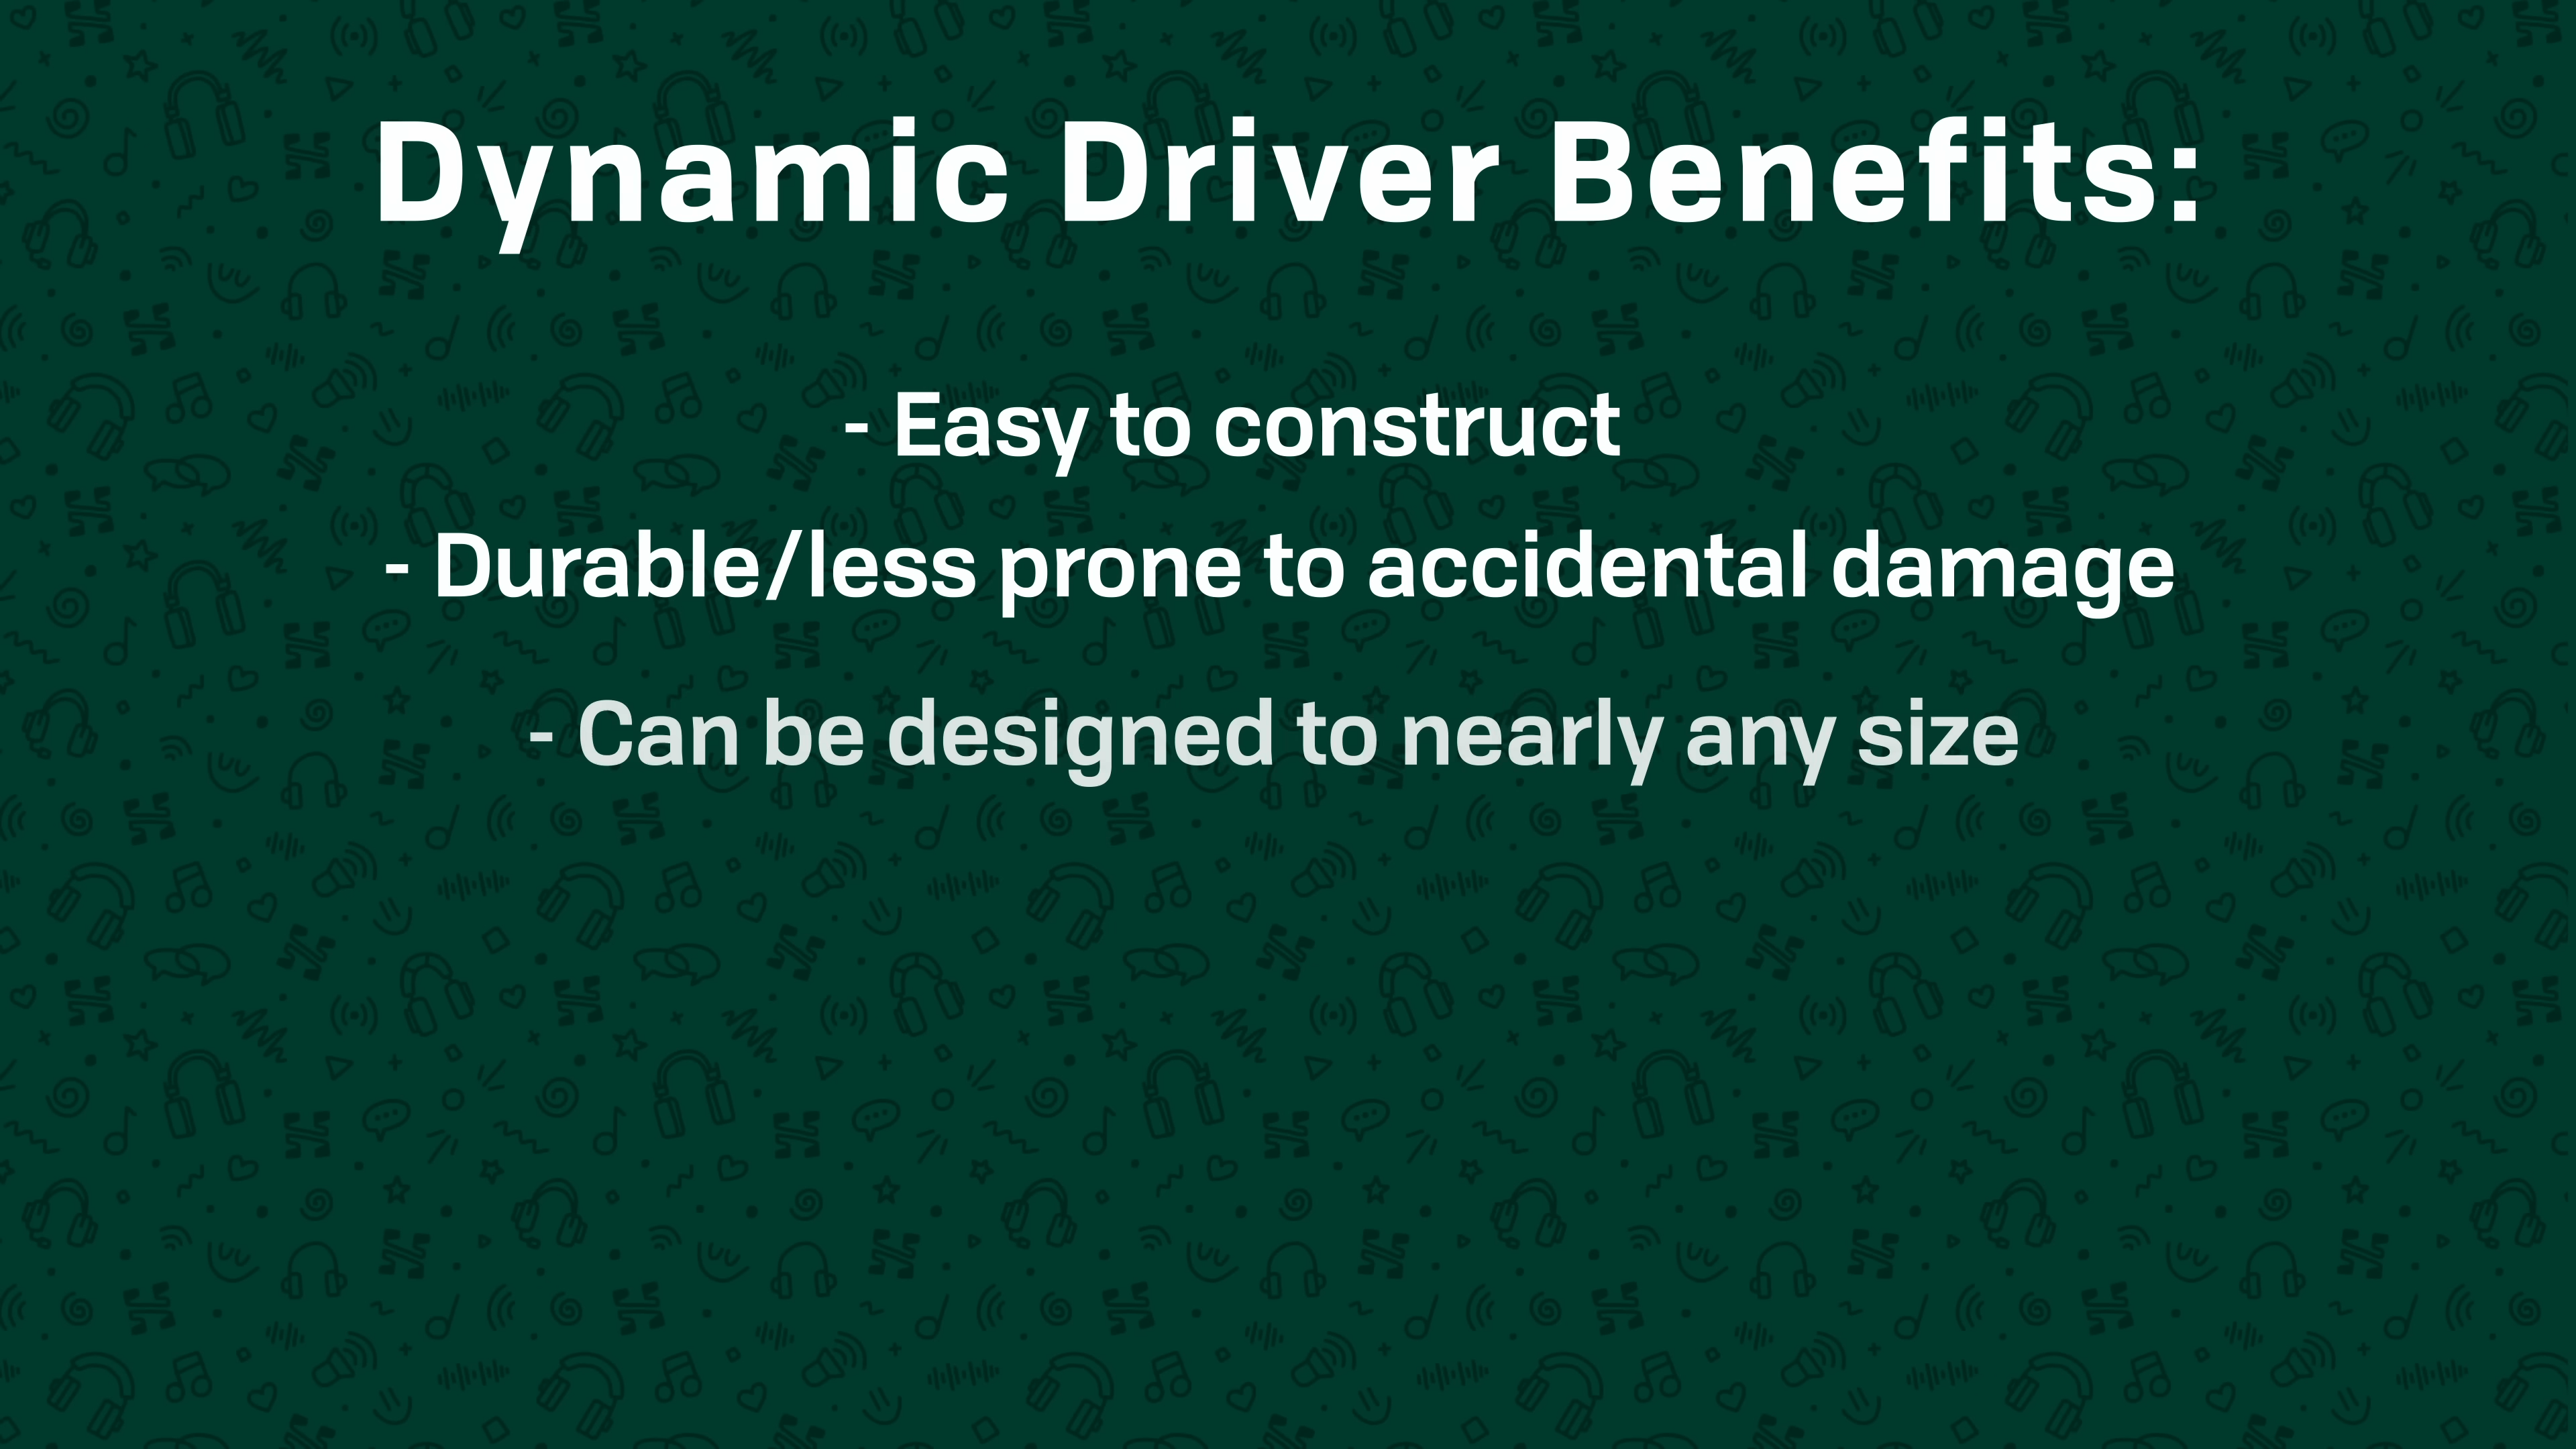 Dynamic Driver Benefits:
- Easy to construct
- Durable/less prone to accidental damage
- Can be designed to nearly any size